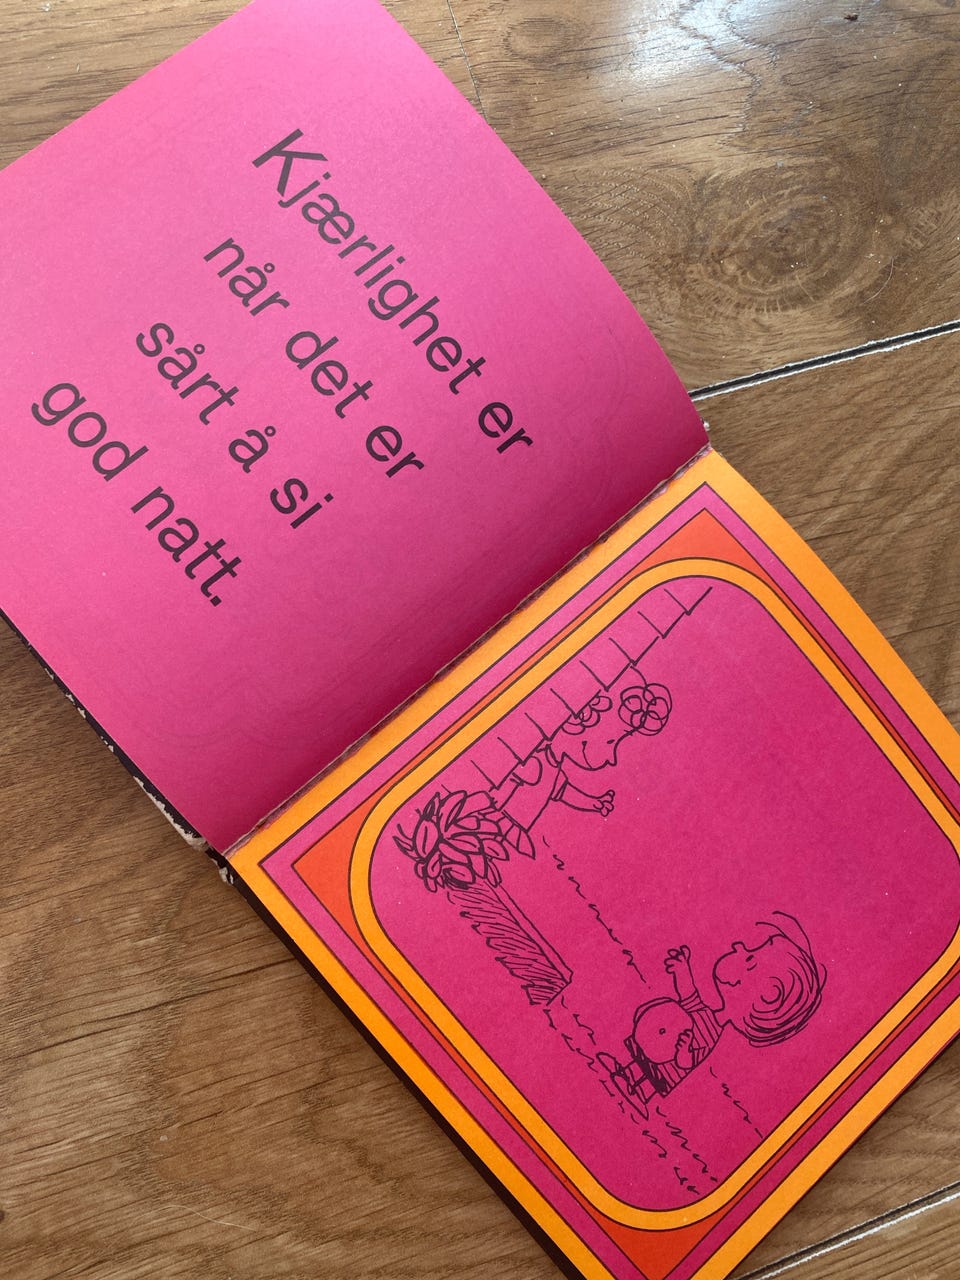 Kjærlighet er
når det er
sårt å si
god natt.